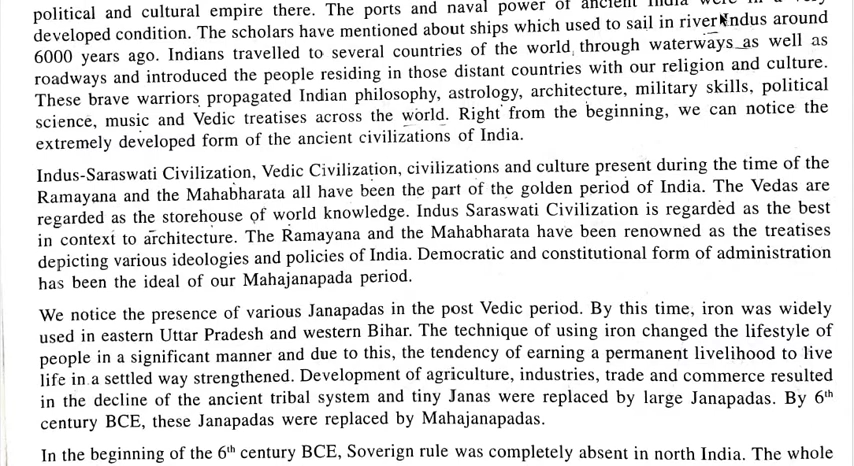 political and cultural empire there. The ports and naval power of ancient India were in a very
developed condition. The scholars have mentioned about ships which used to sail in river Indus around
6000 years ago. Indians travelled to several countries of the world through waterways as well as
roadways and introduced the people residing in those distant countries with our religion and culture.
These brave warriors propagated Indian philosophy, astrology, architecture, military skills, political
science, music and Vedic treatises across the world. Right from the beginning, we can notice the
extremely developed form of the ancient civilizations of India.
Indus-Saraswati Civilization, Vedic Civilization, civilizations and culture present during the time of the
Ramayana and the Mahabharata all have been the part of the golden period of India. The Vedas are
regarded as the storehouse of world knowledge. Indus Saraswati Civilization is regarded as the best
in context to architecture. The Ramayana and the Mahabharata have been renowned as the treatises
depicting various ideologies and policies of India. Democratic and constitutional form of administration
has been the ideal of our Mahajanapada period.
We notice the presence of various Janapadas in the post Vedic period. By this time, iron was widely
used in eastern Uttar Pradesh and western Bihar. The technique of using iron changed the lifestyle of
people in a significant manner and due to this, the tendency of earning a permanent livelihood to live
life in a settled way strengthened. Development of agriculture, industries, trade and commerce resulted
in the decline of the ancient tribal system and tiny Janas were replaced by large Janapadas. By 6th
century BCE, these Janapadas were replaced by Mahajanapadas.
In the beginning of the 6th century BCE, Soverign rule was completely absent in north India. The whole